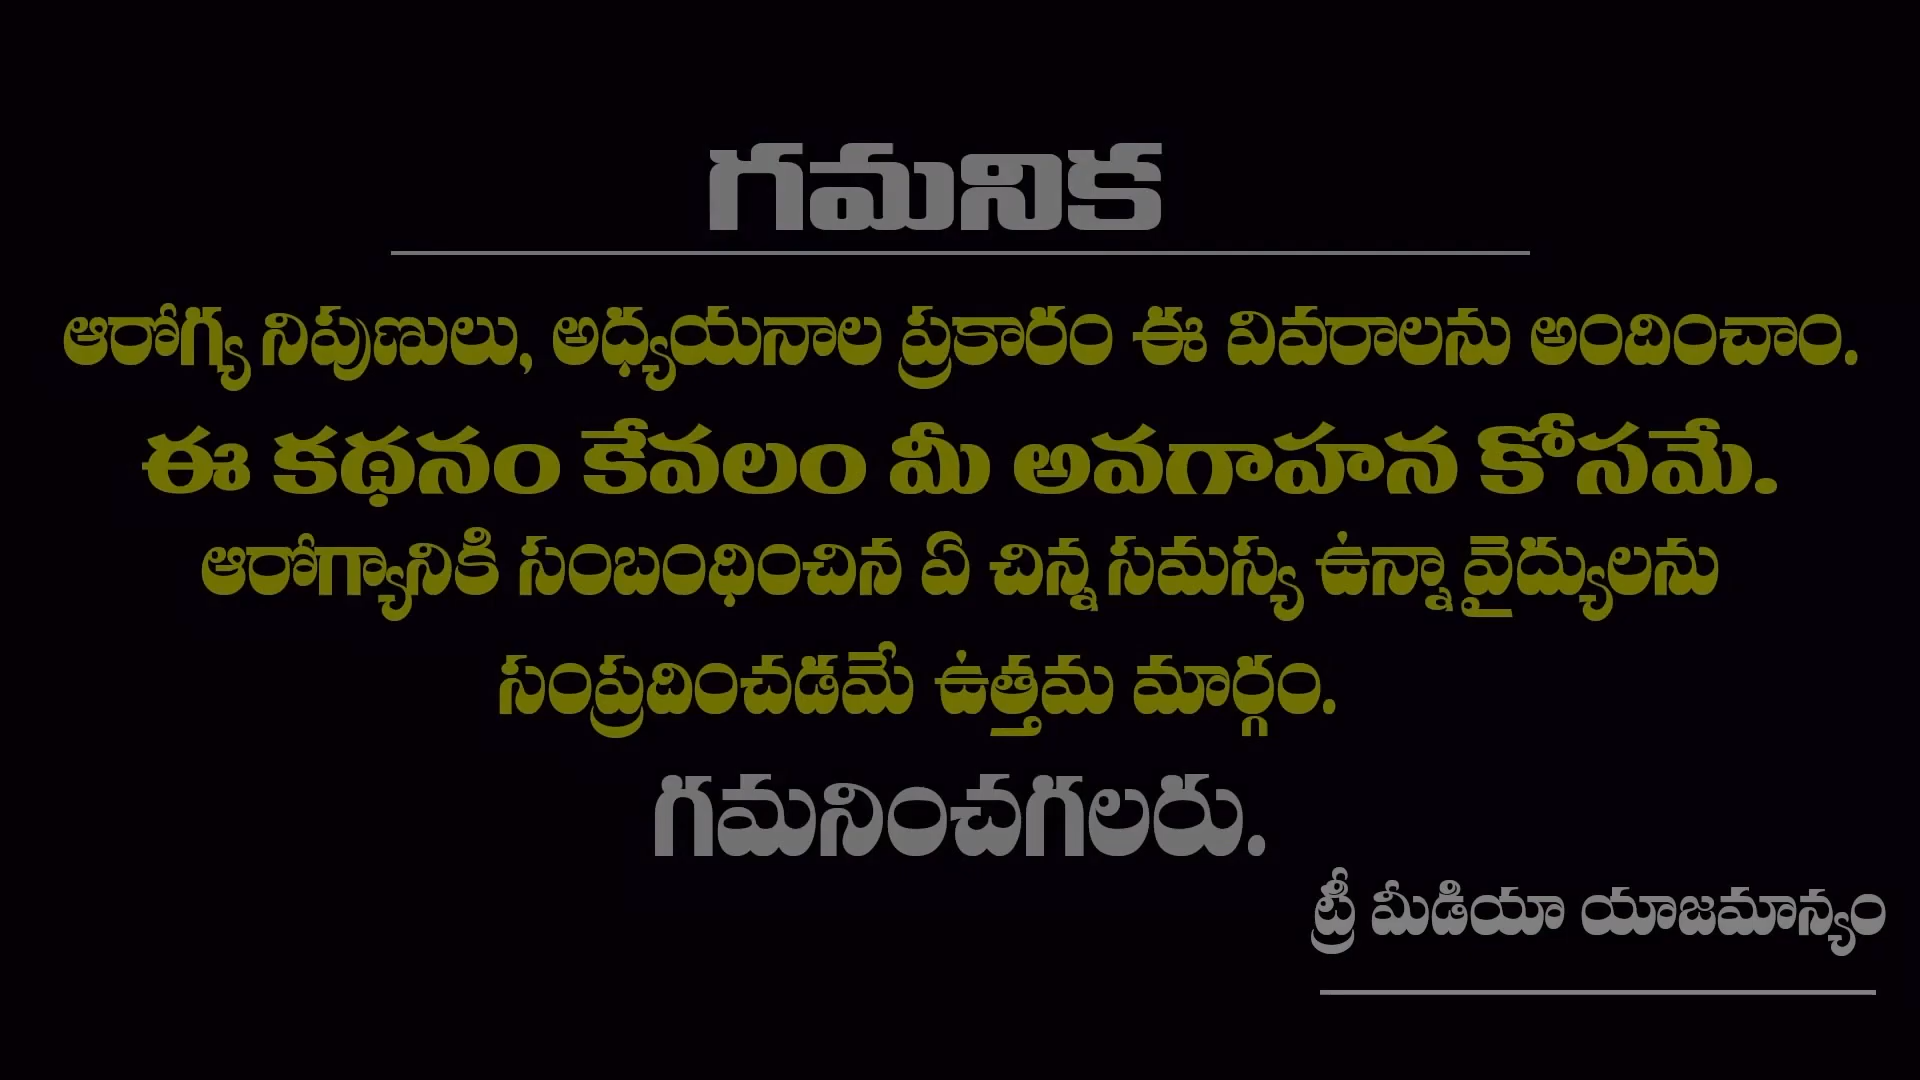 గమనిక
ఆరోగ్య నిపుణులు, అధ్యయనాల ప్రకారం ఈ వివరాలను అందించాం.
ఈ కథనం కేవలం మీ అవగాహన కోసమే.
ఆరోగ్యానికి సంబంధించిన ఏ చిన్న సమస్య ఉన్నా వైద్యులను
సంప్రదించడమే ఉత్తమ మార్గం.
గమనించగలరు.
ట్రీ మీడియా యాజమాన్యం